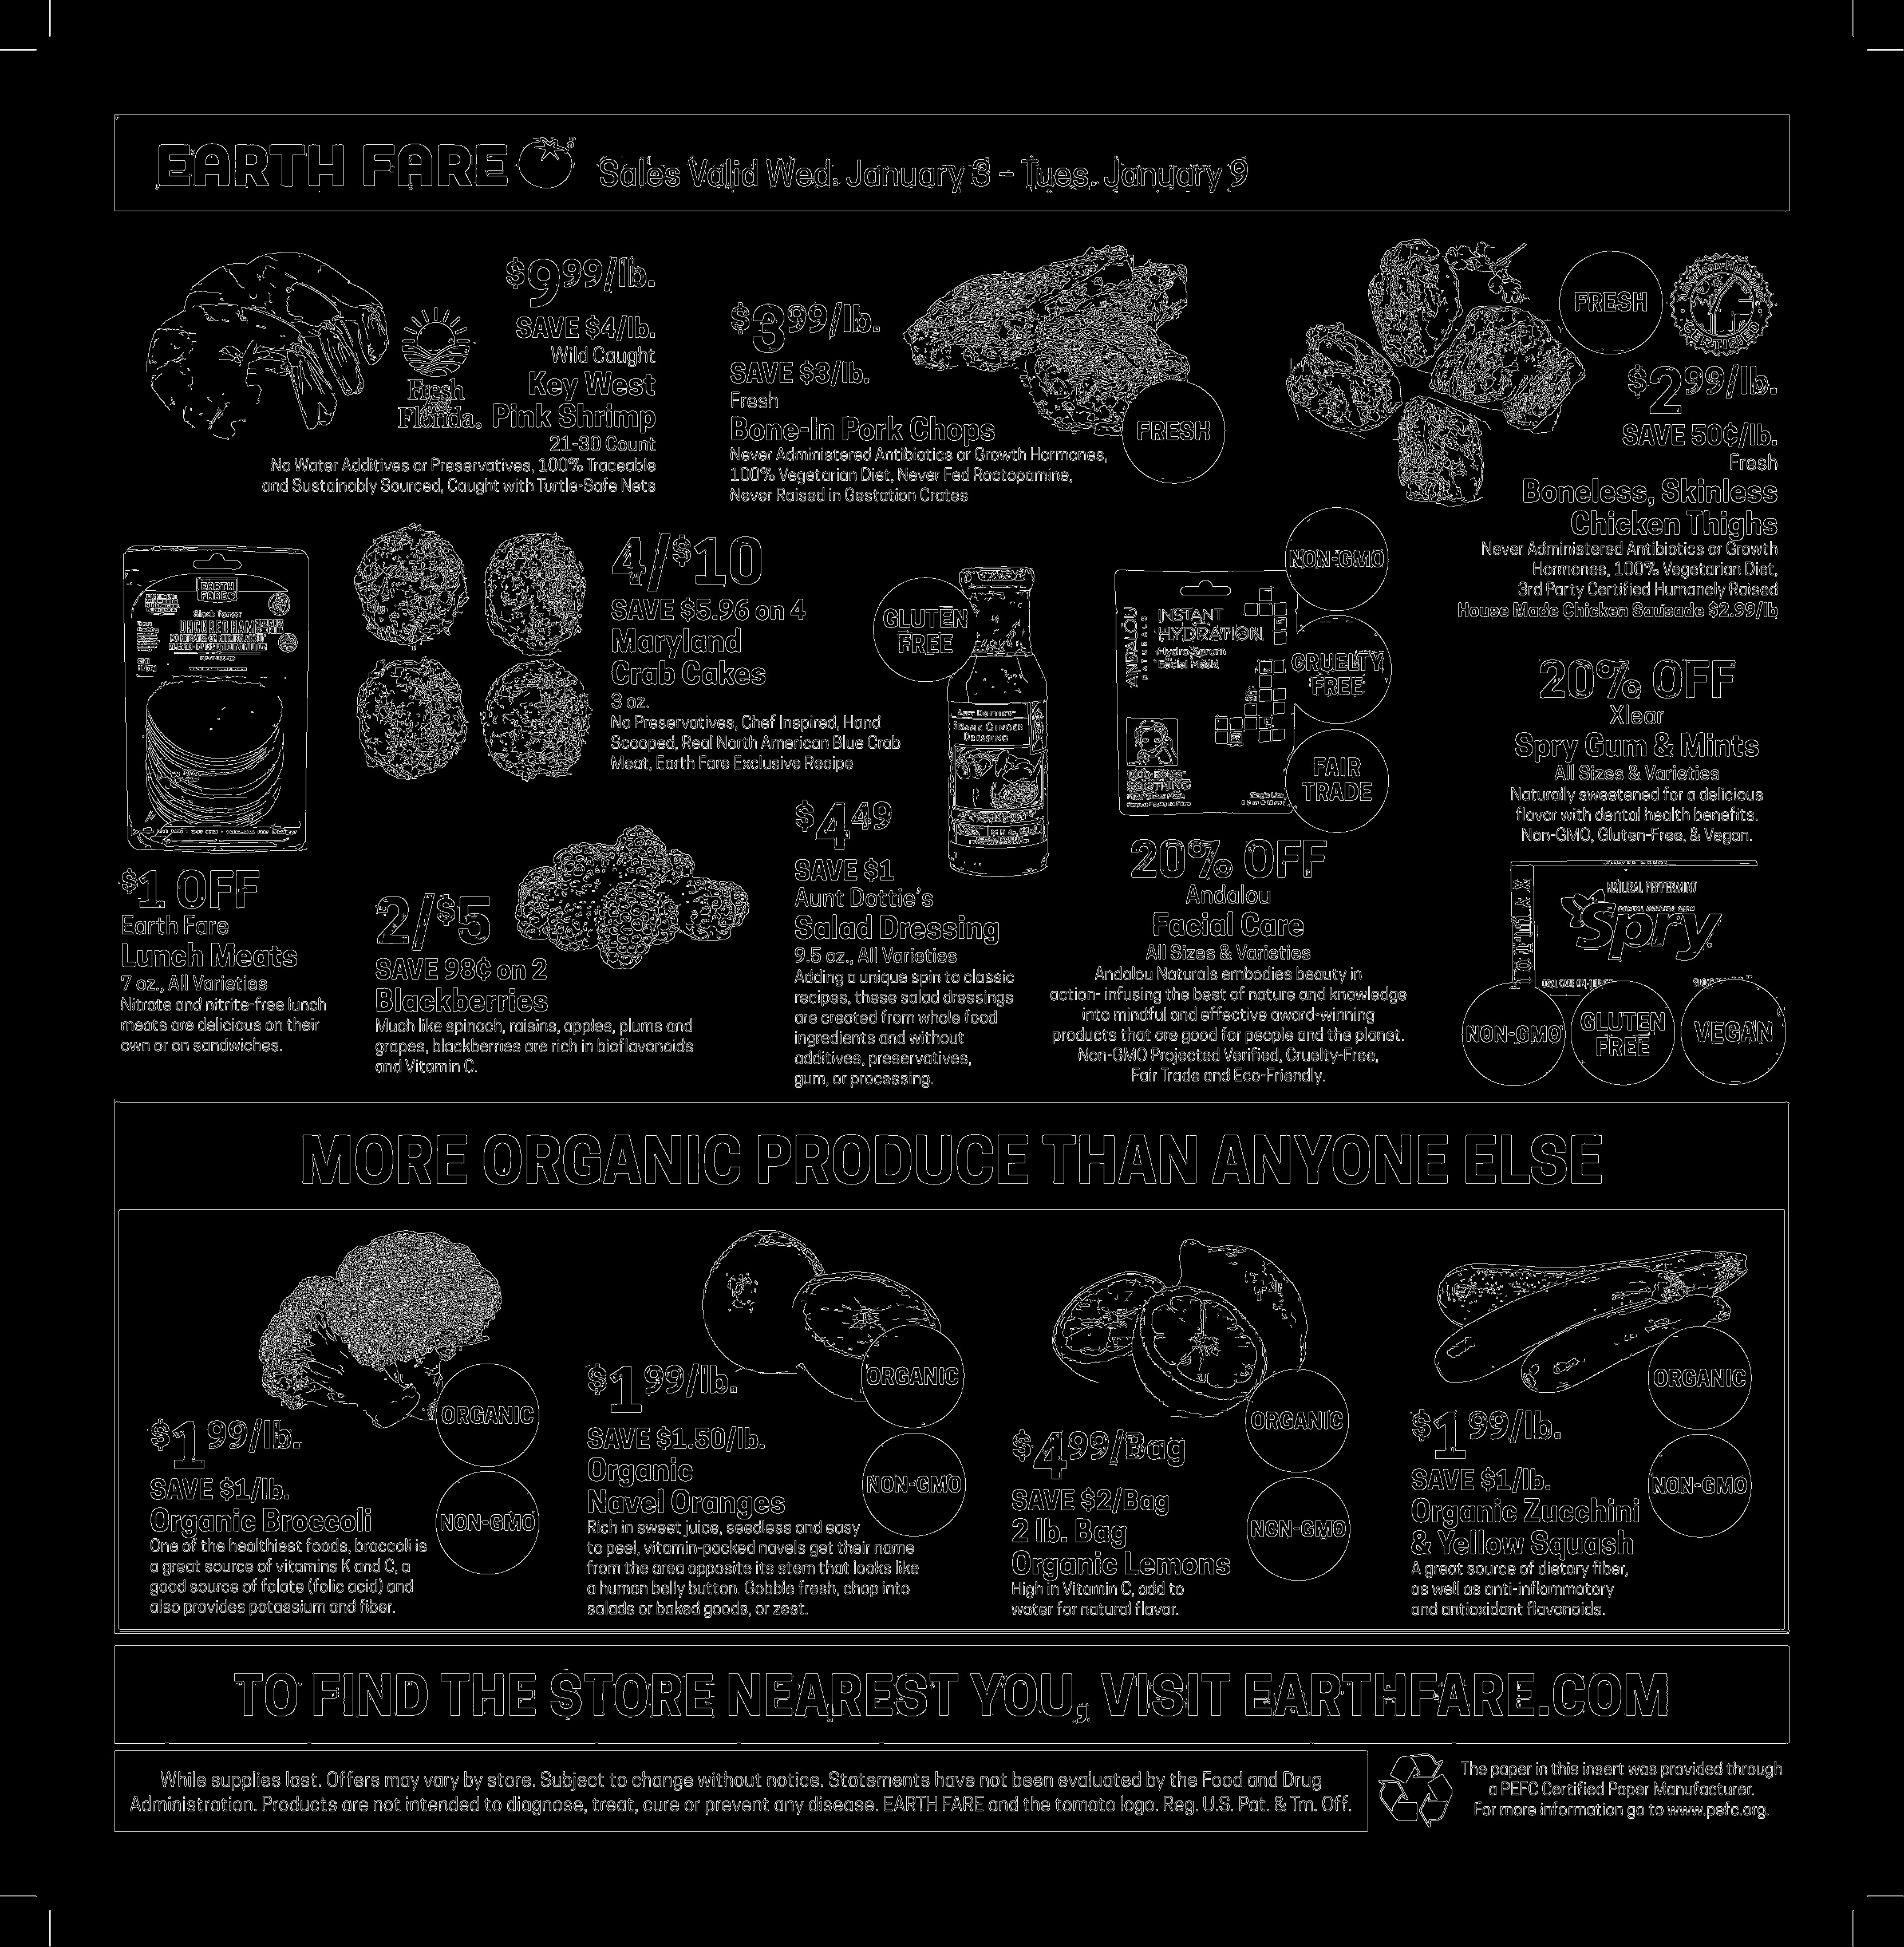 EARTH FARE Sales Valid Wed. January 3 – Tues. January 9
$9.99/lb.
SAVE $4/lb.
Wild Caught
Key West
Pink Shrimp
21-30 Count
No Water Additives or Preservatives, 100% Traceable
and Sustainably Sourced, Caught with Turtle-Safe Nets
Fresh
Florida.
$3.99/lb.
SAVE $3/lb.
Fresh
Bone-In Pork Chops
Never Administered Antibiotics or Growth Hormones,
100% Vegetarian Diet, Never Fed Ractopamine,
Never Raised in Gestation Crates
FRESH
FRESH
CERTIFIED
$2.99/lb.
SAVE 50¢/lb.
Fresh
Boneless, Skinless
Chicken Thighs
Never Administered Antibiotics or Growth
Hormones, 100% Vegetarian Diet,
3rd Party Certified Humanely Raised
House Made Chicken Sausade $2.99/lb
EARTH
FARE
UNCURED HAM
$1 OFF
Earth Fare
Lunch Meats
7 oz., All Varieties
Nitrate and nitrite-free lunch
meats are delicious on their
own or on sandwiches.
4/$10
SAVE $5.96 on 4
Maryland
Crab Cakes
3 oz.
No Preservatives, Chef Inspired, Hand
Scooped, Real North American Blue Crab
Meat, Earth Fare Exclusive Recipe
2/$5
SAVE 98¢ on 2
Blackberries
Much like spinach, raisins, apples, plums and
grapes, blackberries are rich in bioflavonoids
and Vitamin C.
GLUTEN
FREE
AUNT DOTTIE'S
SESAME GINGER
DRESSING
$4.49
SAVE $1
Aunt Dottie's
Salad Dressing
9.5 oz., All Varieties
Adding a unique spin to classic
recipes, these salad dressings
are created from whole food
ingredients and without
additives, preservatives,
gum, or processing.
ANDALOU
NATURALS
INSTANT
HYDRATION
Hydro Serum
Facial Mask
SOOTHING
NON-GMO
CRUELTY
FREE
FAIR
TRADE
20% OFF
Andalou
Facial Care
All Sizes & Varieties
Andalou Naturals embodies beauty in
action- infusing the best of nature and knowledge
into mindful and effective award-winning
products that are good for people and the planet.
Non-GMO Projected Verified, Cruelty-Free,
Fair Trade and Eco-Friendly.
20% OFF
Xlear
Spry Gum & Mints
All Sizes & Varieties
Naturally sweetened for a delicious
flavor with dental health benefits.
Non-GMO, Gluten-Free, & Vegan.
XYLITOL
NATURAL PEPPERMINT
Spry
NON-GMO
GLUTEN
FREE
VEGAN
MORE ORGANIC PRODUCE THAN ANYONE ELSE
ORGANIC
NON-GMO
$1.99/lb.
SAVE $1/lb.
Organic Broccoli
One of the healthiest foods, broccoli is
a great source of vitamins K and C, a
good source of folate (folic acid) and
also provides potassium and fiber.
ORGANIC
NON-GMO
$1.99/lb.
SAVE $1.50/lb.
Organic
Navel Oranges
Rich in sweet juice, seedless and easy
to peel, vitamin-packed navels get their name
from the area opposite its stem that looks like
a human belly button. Gobble fresh, chop into
salads or baked goods, or zest.
ORGANIC
NON-GMO
$4.99/Bag
SAVE $2/Bag
2 lb. Bag
Organic Lemons
High in Vitamin C, add to
water for natural flavor.
ORGANIC
NON-GMO
$1.99/lb.
SAVE $1/lb.
Organic Zucchini
& Yellow Squash
A great source of dietary fiber,
as well as anti-inflammatory
and antioxidant flavonoids.
TO FIND THE STORE NEAREST YOU, VISIT EARTHFARE.COM
While supplies last. Offers may vary by store. Subject to change without notice. Statements have not been evaluated by the Food and Drug
Administration. Products are not intended to diagnose, treat, cure or prevent any disease. EARTH FARE and the tomato logo. Reg. U.S. Pat. & Tm. Off.
The paper in this insert was provided through
a PEFC Certified Paper Manufacturer.
For more information go to www.pefc.org.